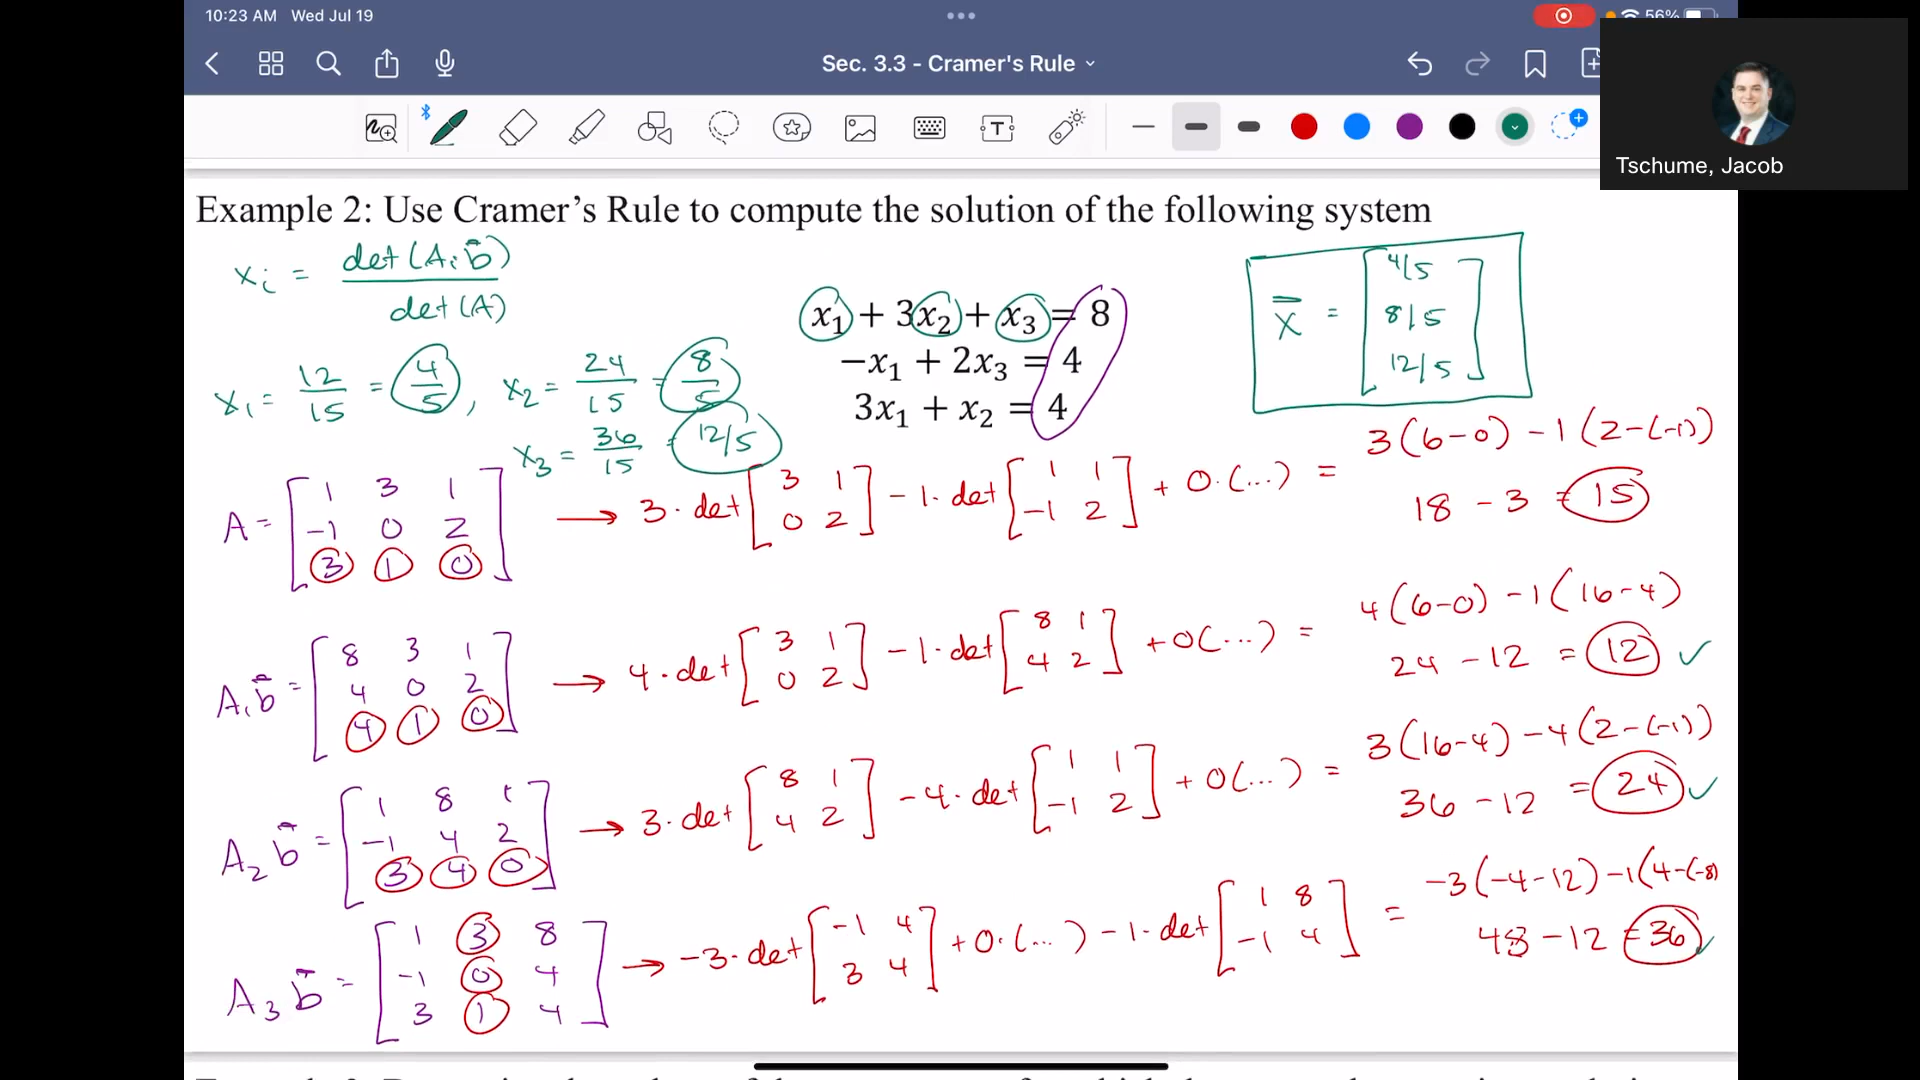 10:23 AM Wed Jul 19
56%
Sec. 3.3 - Cramer's Rule
Tschume, Jacob
Example 2: Use Cramer’s Rule to compute the solution of the following system
xᵢ = det(Aᵢb⃗) / det(A)
x₁ + 3x₂ + x₃ = 8
−x₁ + 2x₃ = 4
3x₁ + x₂ = 4
x̄ = [4/5
8/5
12/5]
x₁ = 12/15 = 4/5, x₂ = 24/15 = 8/5
x₃ = 36/15 = 12/5
A = [1 3 1
-1 0 2
3 1 0] → 3·det[3 1; 0 2] - 1·det[1 1; -1 2] + 0·(...) = 3(6-0) -1(2-(-1))
18 - 3 = 15
A₁b⃗ = [8 3 1
4 0 2
4 1 0] → 4·det[3 1; 0 2] - 1·det[8 1; 4 2] + 0(...) = 4(6-0) -1(16-4)
24 - 12 = 12 ✓
A₂b⃗ = [1 8 1
-1 4 2
3 4 0] → 3·det[8 1; 4 2] - 4·det[1 1; -1 2] + 0(...) = 3(16-4) -4(2-(-1))
36 - 12 = 24 ✓
A₃b⃗ = [1 3 8
-1 0 4
3 1 4] → -3·det[-1 4; 3 4] + 0·(...) - 1·det[1 8; -1 4] = -3(-4-12) -1(4-(-8)
48 - 12 = 36 ✓